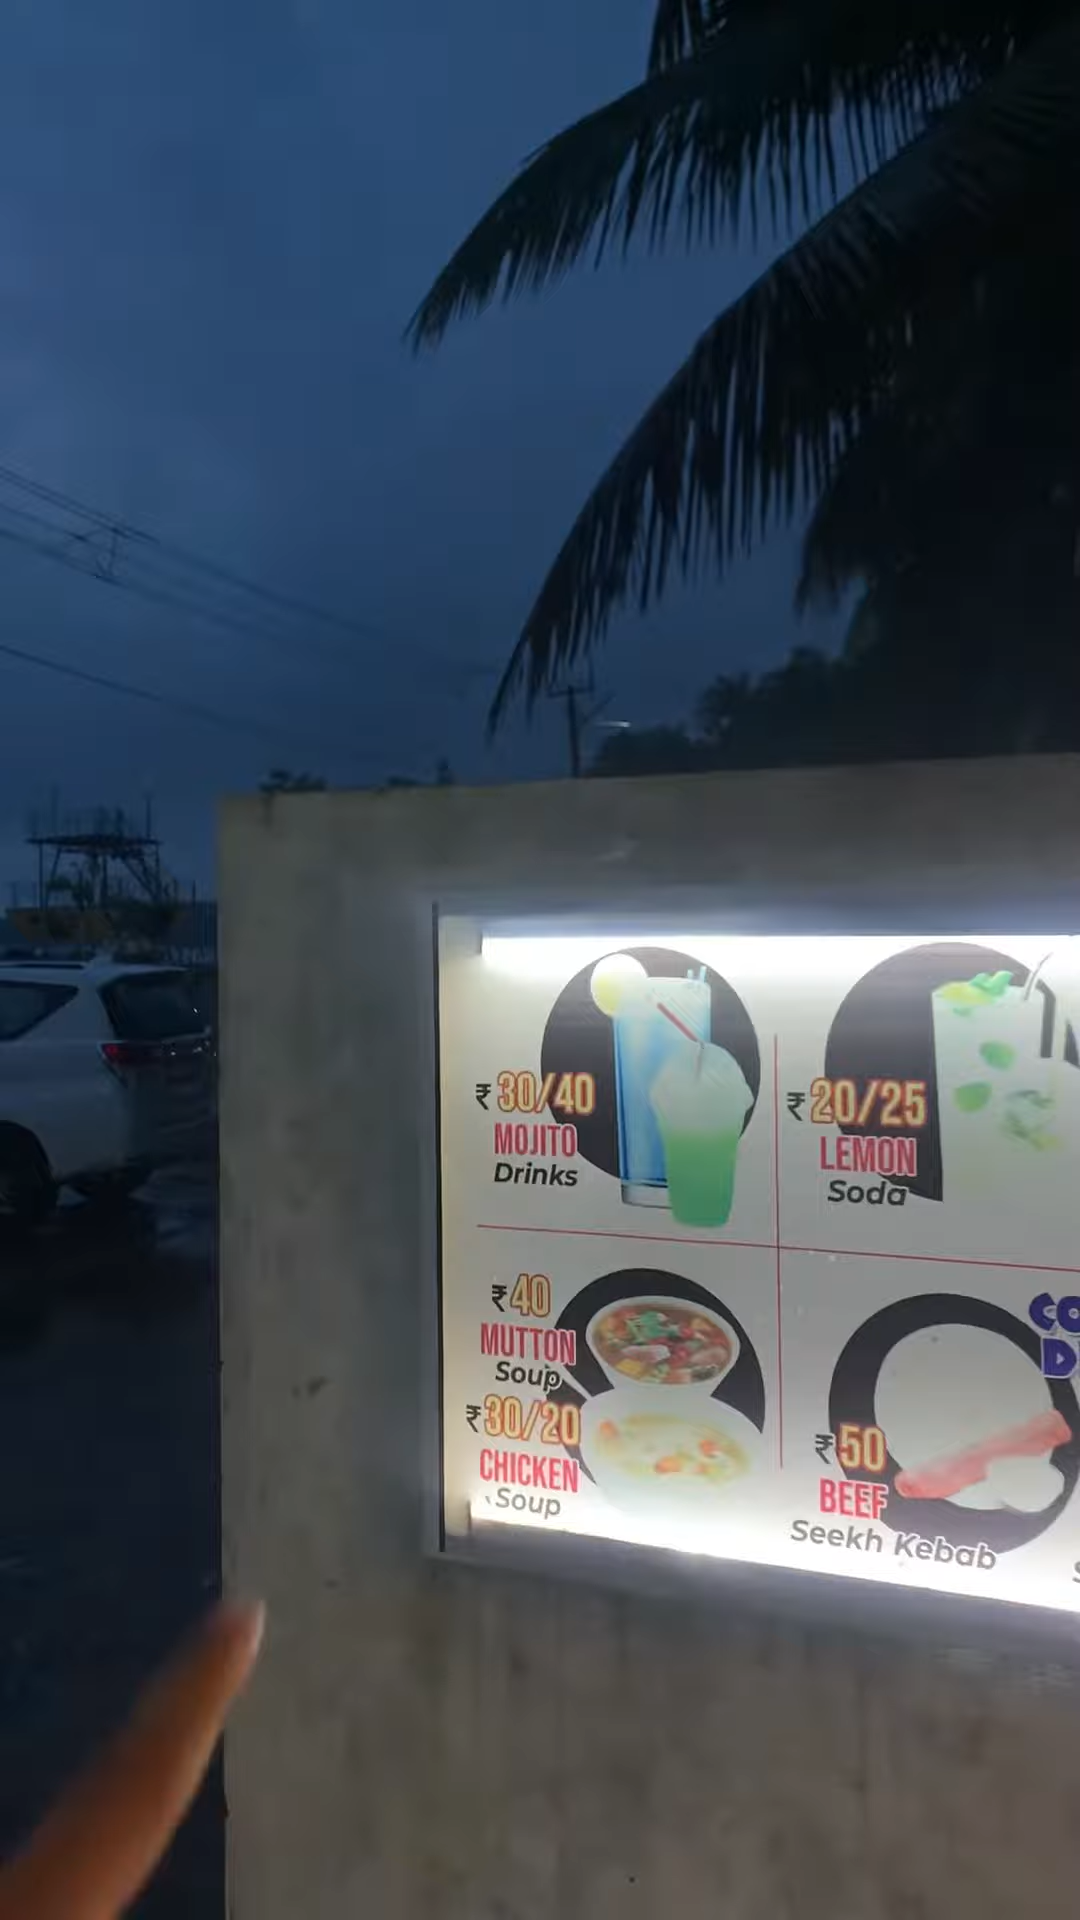 ₹ 30/40
MOJITO
Drinks
₹ 20/25
LEMON
Soda
₹40
MUTTON
Soup
₹30/20
CHICKEN
Soup
₹50
BEEF
Seekh Kebab